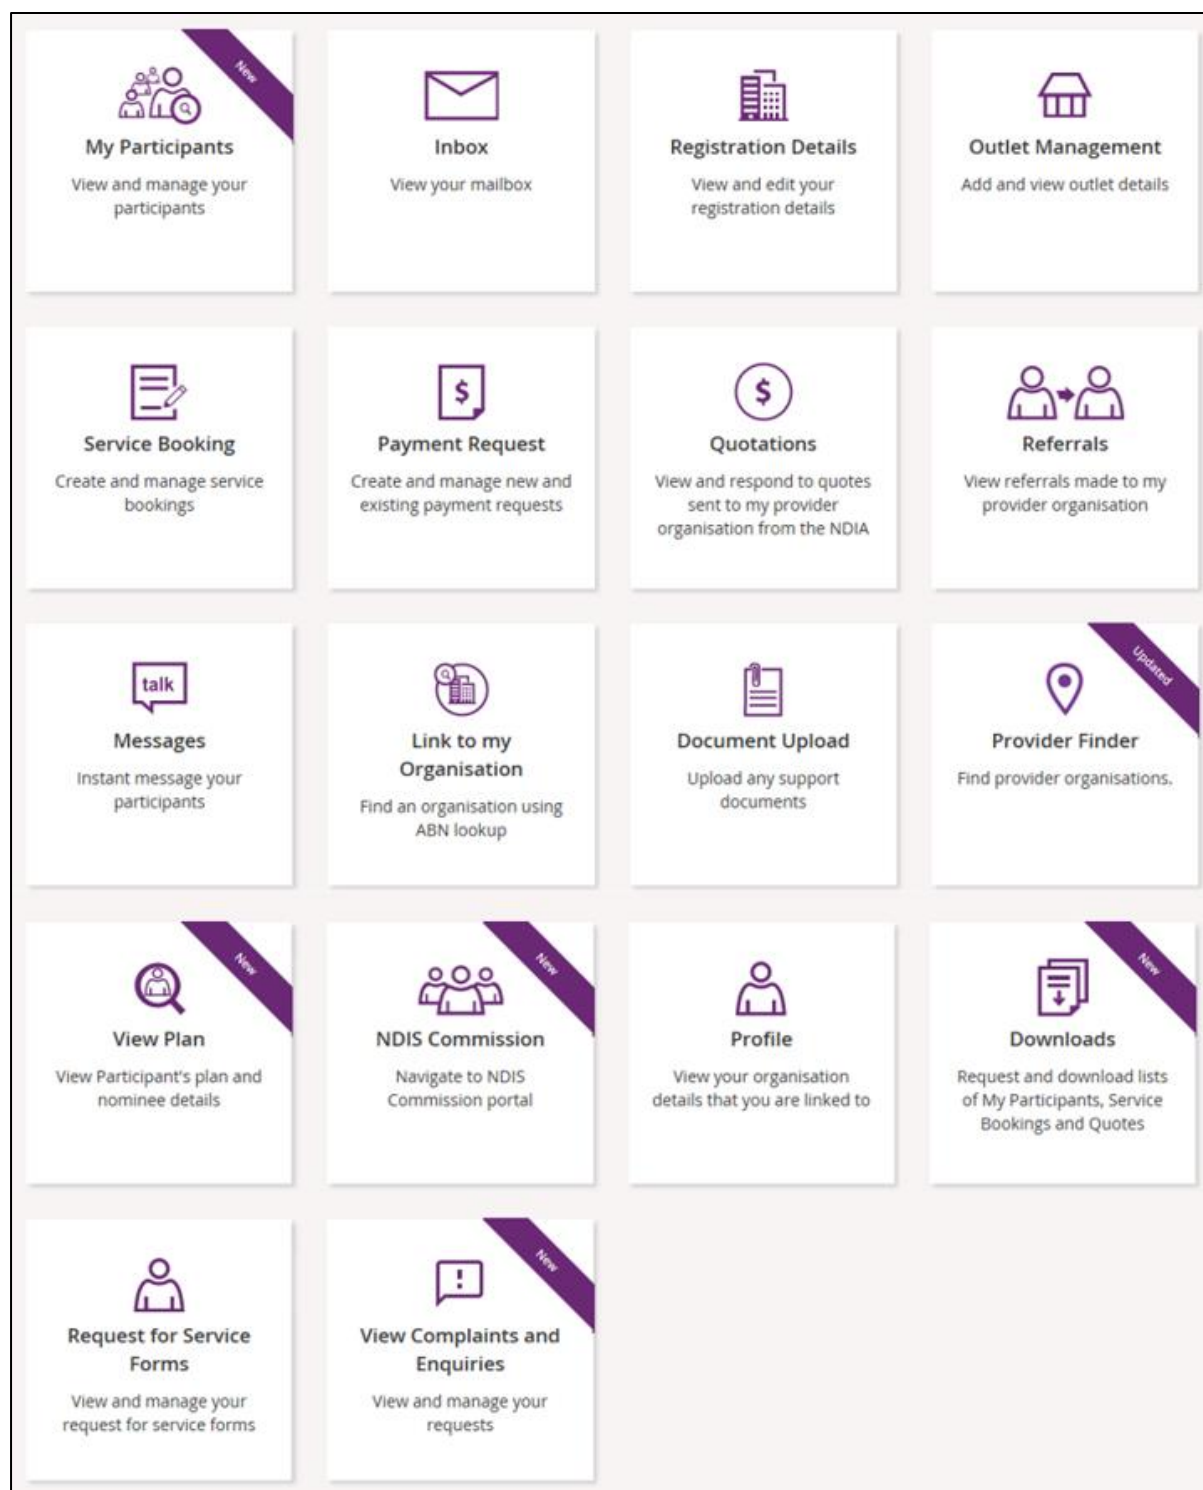 New
My Participants
View and manage your
participants
Inbox
View your mailbox
Registration Details
View and edit your
registration details
Outlet Management
Add and view outlet details
Service Booking
Create and manage service
bookings
$
Payment Request
Create and manage new and
existing payment requests
$
Quotations
View and respond to quotes
sent to my provider
organisation from the NDIA
Referrals
View referrals made to my
provider organisation
talk
Messages
Instant message your
participants
Link to my
Organisation
Find an organisation using
ABN lookup
Document Upload
Upload any support
documents
Updated
Provider Finder
Find provider organisations.
New
View Plan
View Participant's plan and
nominee details
New
NDIS Commission
Navigate to NDIS
Commission portal
Profile
View your organisation
details that you are linked to
New
Downloads
Request and download lists
of My Participants, Service
Bookings and Quotes
Request for Service
Forms
View and manage your
request for service forms
New
!
View Complaints and
Enquiries
View and manage your
requests